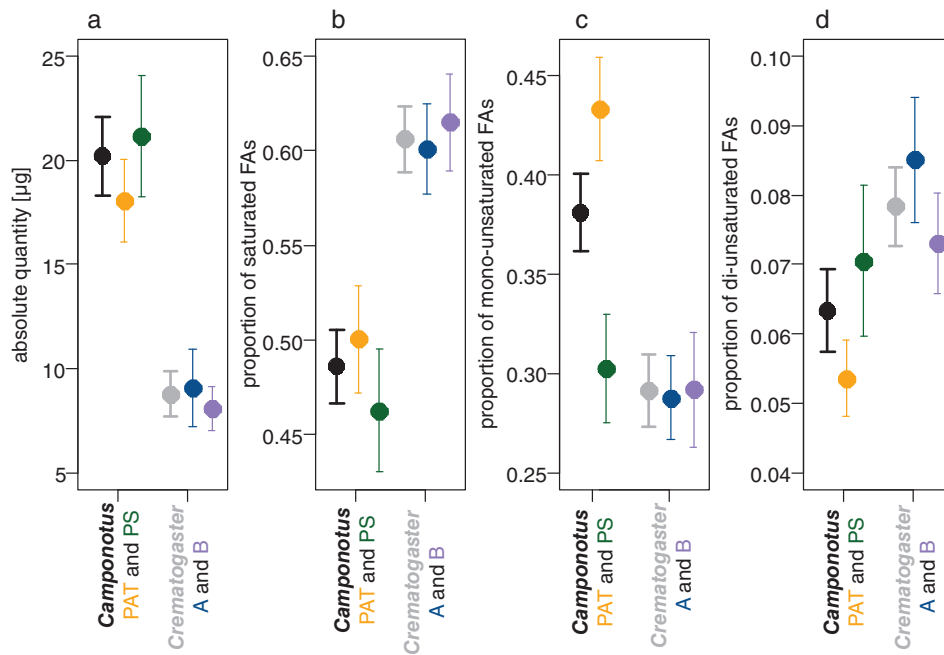 a
absolute quantity [µg]
25
20
15
10
5
Camponotus
PAT and PS
Crematogaster
A and B
b
proportion of saturated FAs
0.65
0.60
0.55
0.50
0.45
Camponotus
PAT and PS
Crematogaster
A and B
c
proportion of mono-unsaturated FAs
0.45
0.40
0.35
0.30
0.25
Camponotus
PAT and PS
Crematogaster
A and B
d
proportion of di-unsaturated FAs
0.10
0.09
0.08
0.07
0.06
0.05
0.04
Camponotus
PAT and PS
Crematogaster
A and B